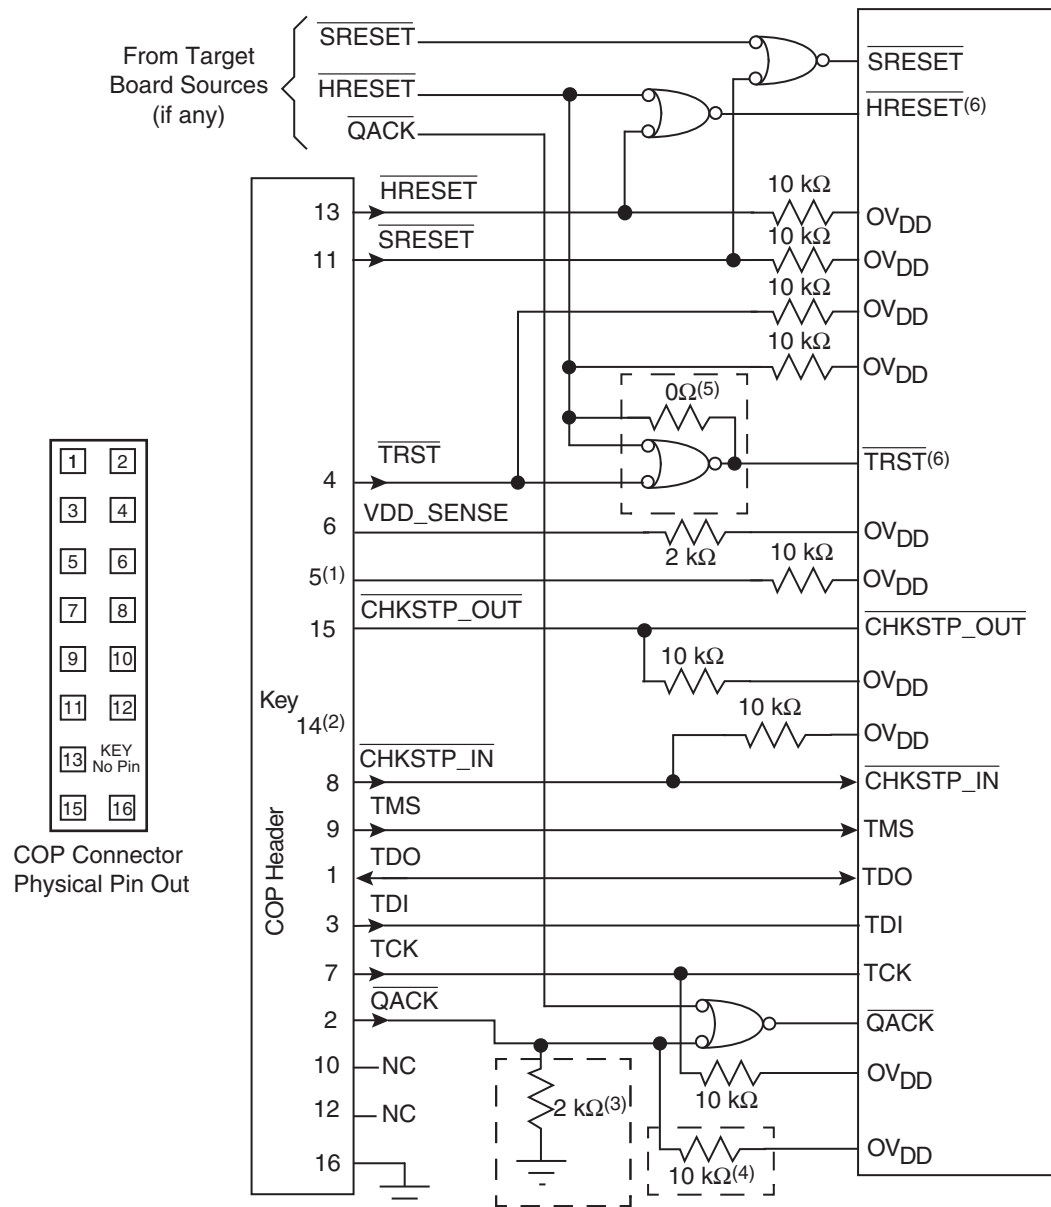 From Target
Board Sources
(if any)
SRESET
HRESET
QACK
SRESET
HRESET(6)
13
HRESET
10 kΩ
OVDD
11
SRESET
10 kΩ
OVDD
10 kΩ
OVDD
10 kΩ
OVDD
0Ω(5)
4
TRST
TRST(6)
6
VDD_SENSE
2 kΩ
OVDD
5(1)
10 kΩ
OVDD
15
CHKSTP_OUT
CHKSTP_OUT
10 kΩ
OVDD
Key
14(2)
10 kΩ
OVDD
8
CHKSTP_IN
CHKSTP_IN
9
TMS
TMS
1
TDO
TDO
3
TDI
TDI
7
TCK
TCK
2
QACK
QACK
10
NC
2 kΩ(3)
10 kΩ
OVDD
12
NC
10 kΩ(4)
OVDD
16
COP Header
1 2
3 4
5 6
7 8
9 10
11 12
13 KEY
No Pin
15 16
COP Connector
Physical Pin Out